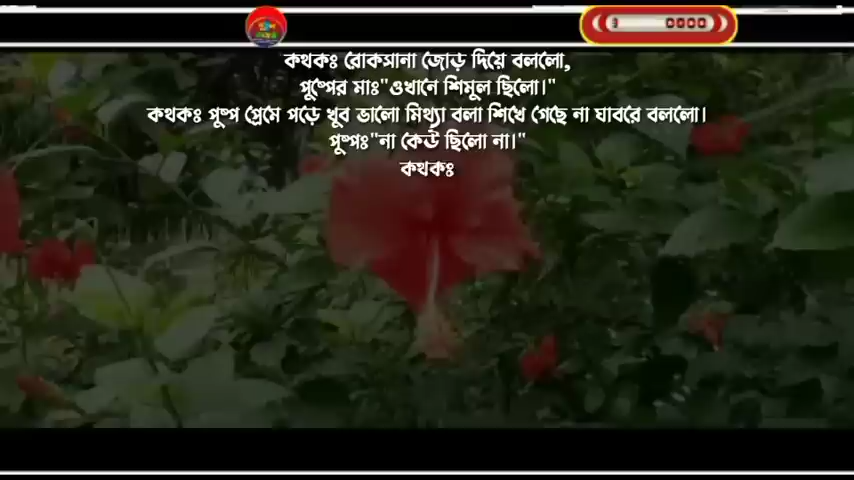 কথকঃ রোকসানা জোড় দিয়ে বললো,
পুষ্পের মাঃ"ওখানে শিমুল ছিলো।"
কথকঃ পুষ্প প্রেমে পড়ে খুব ভালো মিথ্যা বলা শিখে গেছে না ঘাবরে বললো।
পুষ্পঃ"না কেউ ছিলো না।"
কথকঃ